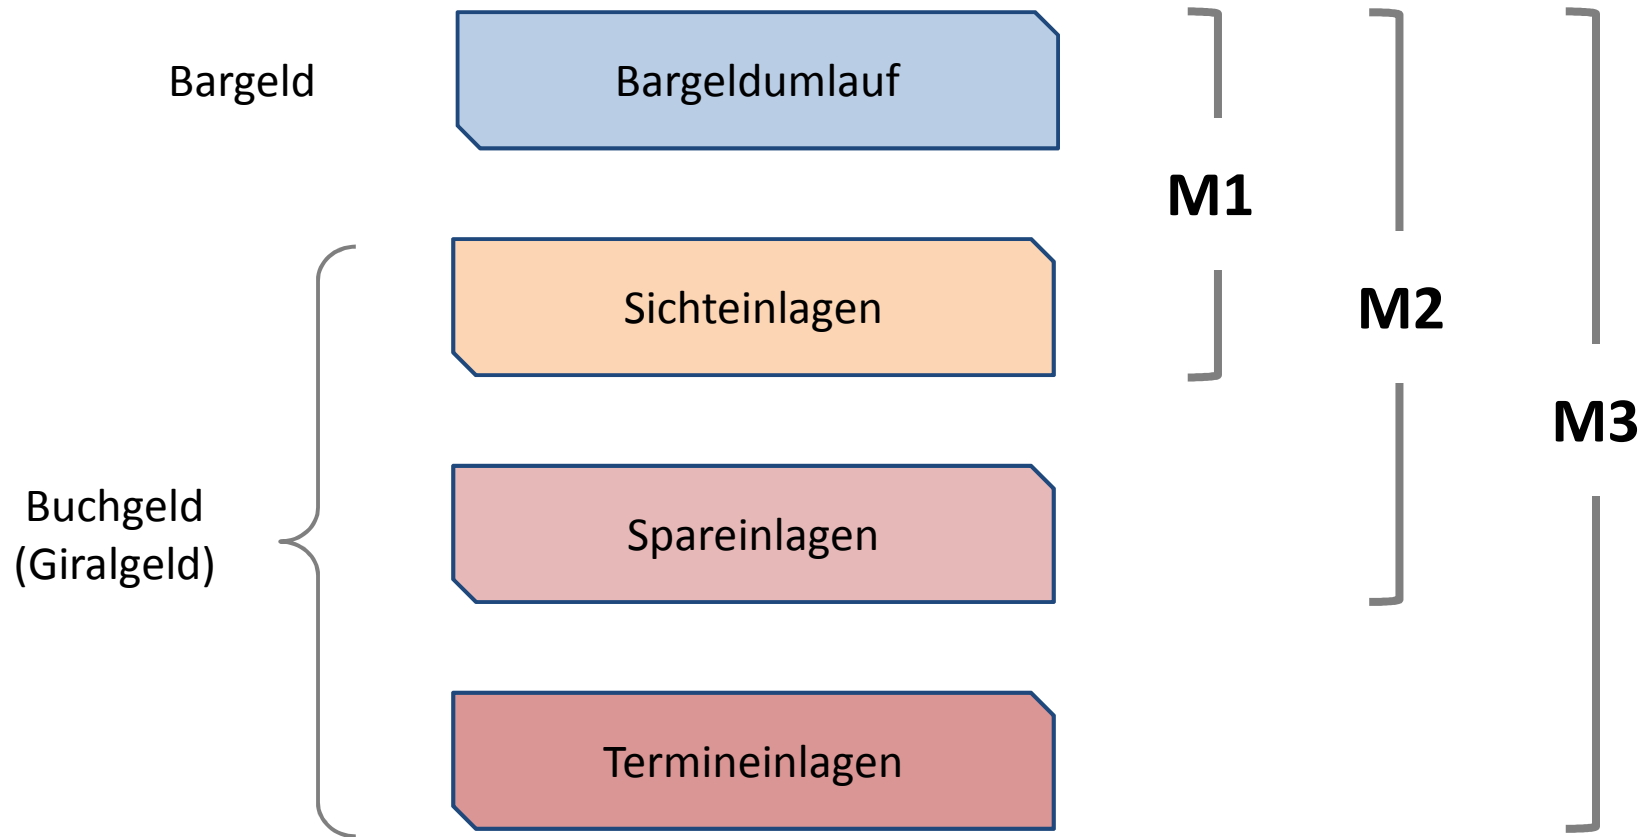 Bargeld
Bargeldumlauf
M1
Sichteinlagen
M2
M3
Buchgeld
(Giralgeld)
Spareinlagen
Termineinlagen